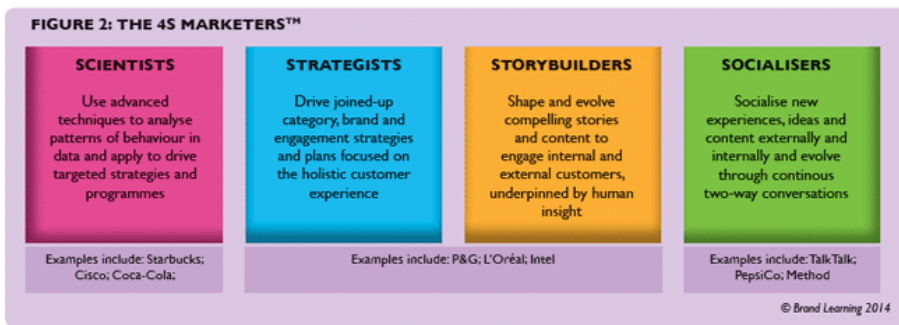 FIGURE 2: THE 4S MARKETERS™
SCIENTISTS
Use advanced
techniques to analyse
patterns of behaviour in
data and apply to drive
targeted strategies and
programmes
STRATEGISTS
Drive joined-up
category, brand and
engagement strategies
and plans focused on
the holistic customer
experience
STORYBUILDERS
Shape and evolve
compelling stories
and content to
engage internal and
external customers,
underpinned by human
insight
SOCIALISERS
Socialise new
experiences, ideas and
content externally and
internally and evolve
through continous
two-way conversations
Examples include: Starbucks;
Cisco; Coca-Cola;
Examples include: P&G; L'Oréal; Intel
Examples include: TalkTalk;
PepsiCo; Method
© Brand Learning 2014